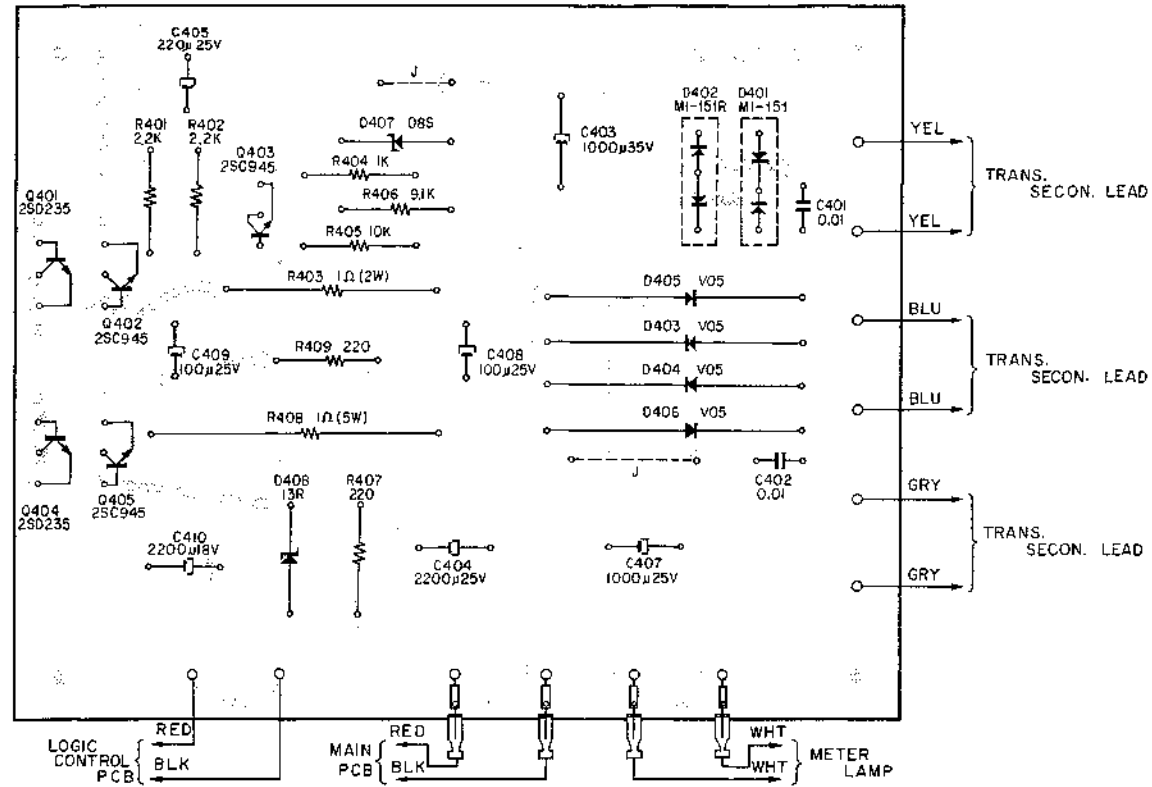 C405
220µ25V
J
R401
2.2K
R402
2.2K
Q403
2SC945
D407 08S
R404 1K
R406 9.1K
R405 10K
C403
1000µ35V
D402
MI-151R
D401
MI-151
C401
0.01
YEL
YEL
TRANS.
SECON. LEAD
Q401
2SD235
Q402
2SC945
R403 1Ω(2W)
C409
100µ25V
R409 220
C408
100µ25V
D405 V05
D403 V05
D404 V05
D406 V05
BLU
BLU
TRANS.
SECON. LEAD
R408 1Ω(5W)
J
C402
0.01
Q404
2SD235
Q405
2SC945
D408
13R
R407
220
C410
2200µ18V
C404
2200µ25V
C407
1000µ25V
GRY
GRY
TRANS.
SECON. LEAD
RED
BLK
LOGIC
CONTROL
PCB
RED
BLK
MAIN
PCB
WHT
WHT
METER
LAMP